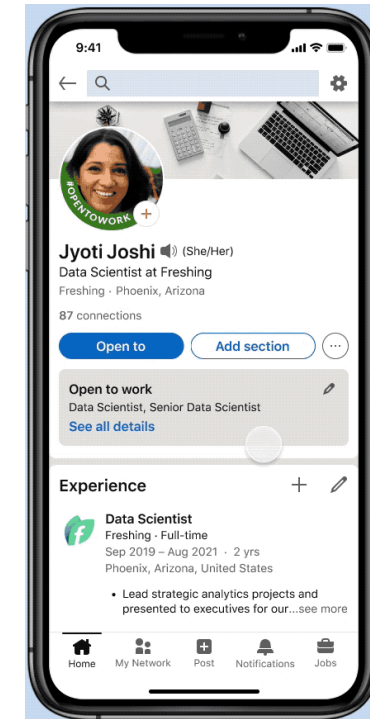 9:41
#OPENTOWORK
Jyoti Joshi (She/Her)
Data Scientist at Freshing
Freshing · Phoenix, Arizona
87 connections
Open to
Add section
Open to work
Data Scientist, Senior Data Scientist
See all details
Experience
Data Scientist
Freshing · Full-time
Sep 2019 – Aug 2021 · 2 yrs
Phoenix, Arizona, United States
• Lead strategic analytics projects and
presented to executives for our...see more
Home
My Network
Post
Notifications
Jobs